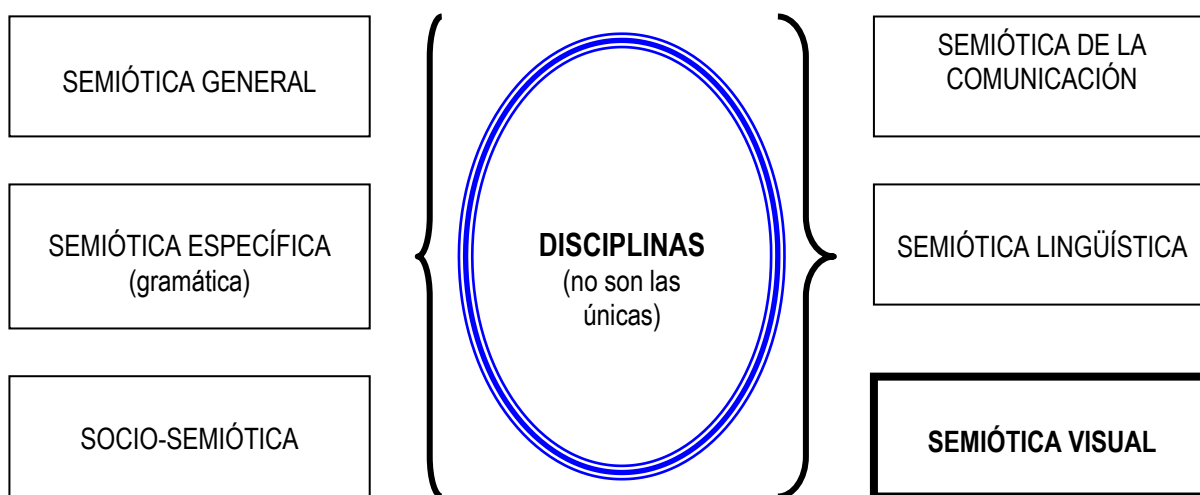 SEMIÓTICA GENERAL
SEMIÓTICA ESPECÍFICA
(gramática)
SOCIO-SEMIÓTICA
DISCIPLINAS
(no son las
únicas)
SEMIÓTICA DE LA
COMUNICACIÓN
SEMIÓTICA LINGÜÍSTICA
SEMIÓTICA VISUAL